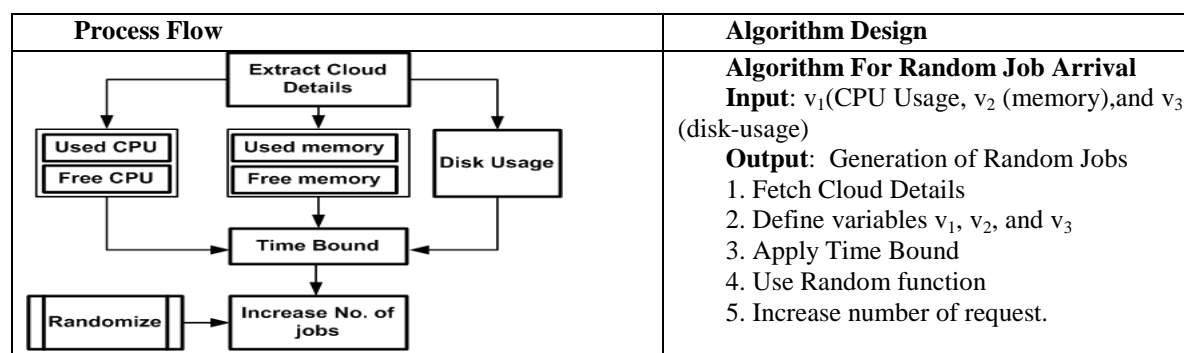 Process Flow
Algorithm Design
Extract Cloud
Details
Used CPU
Free CPU
Used memory
Free memory
Disk Usage
Time Bound
Randomize
Increase No. of
jobs
Algorithm For Random Job Arrival
Input: v₁(CPU Usage, v₂ (memory),and v₃
(disk-usage)
Output: Generation of Random Jobs
1. Fetch Cloud Details
2. Define variables v₁, v₂, and v₃
3. Apply Time Bound
4. Use Random function
5. Increase number of request.